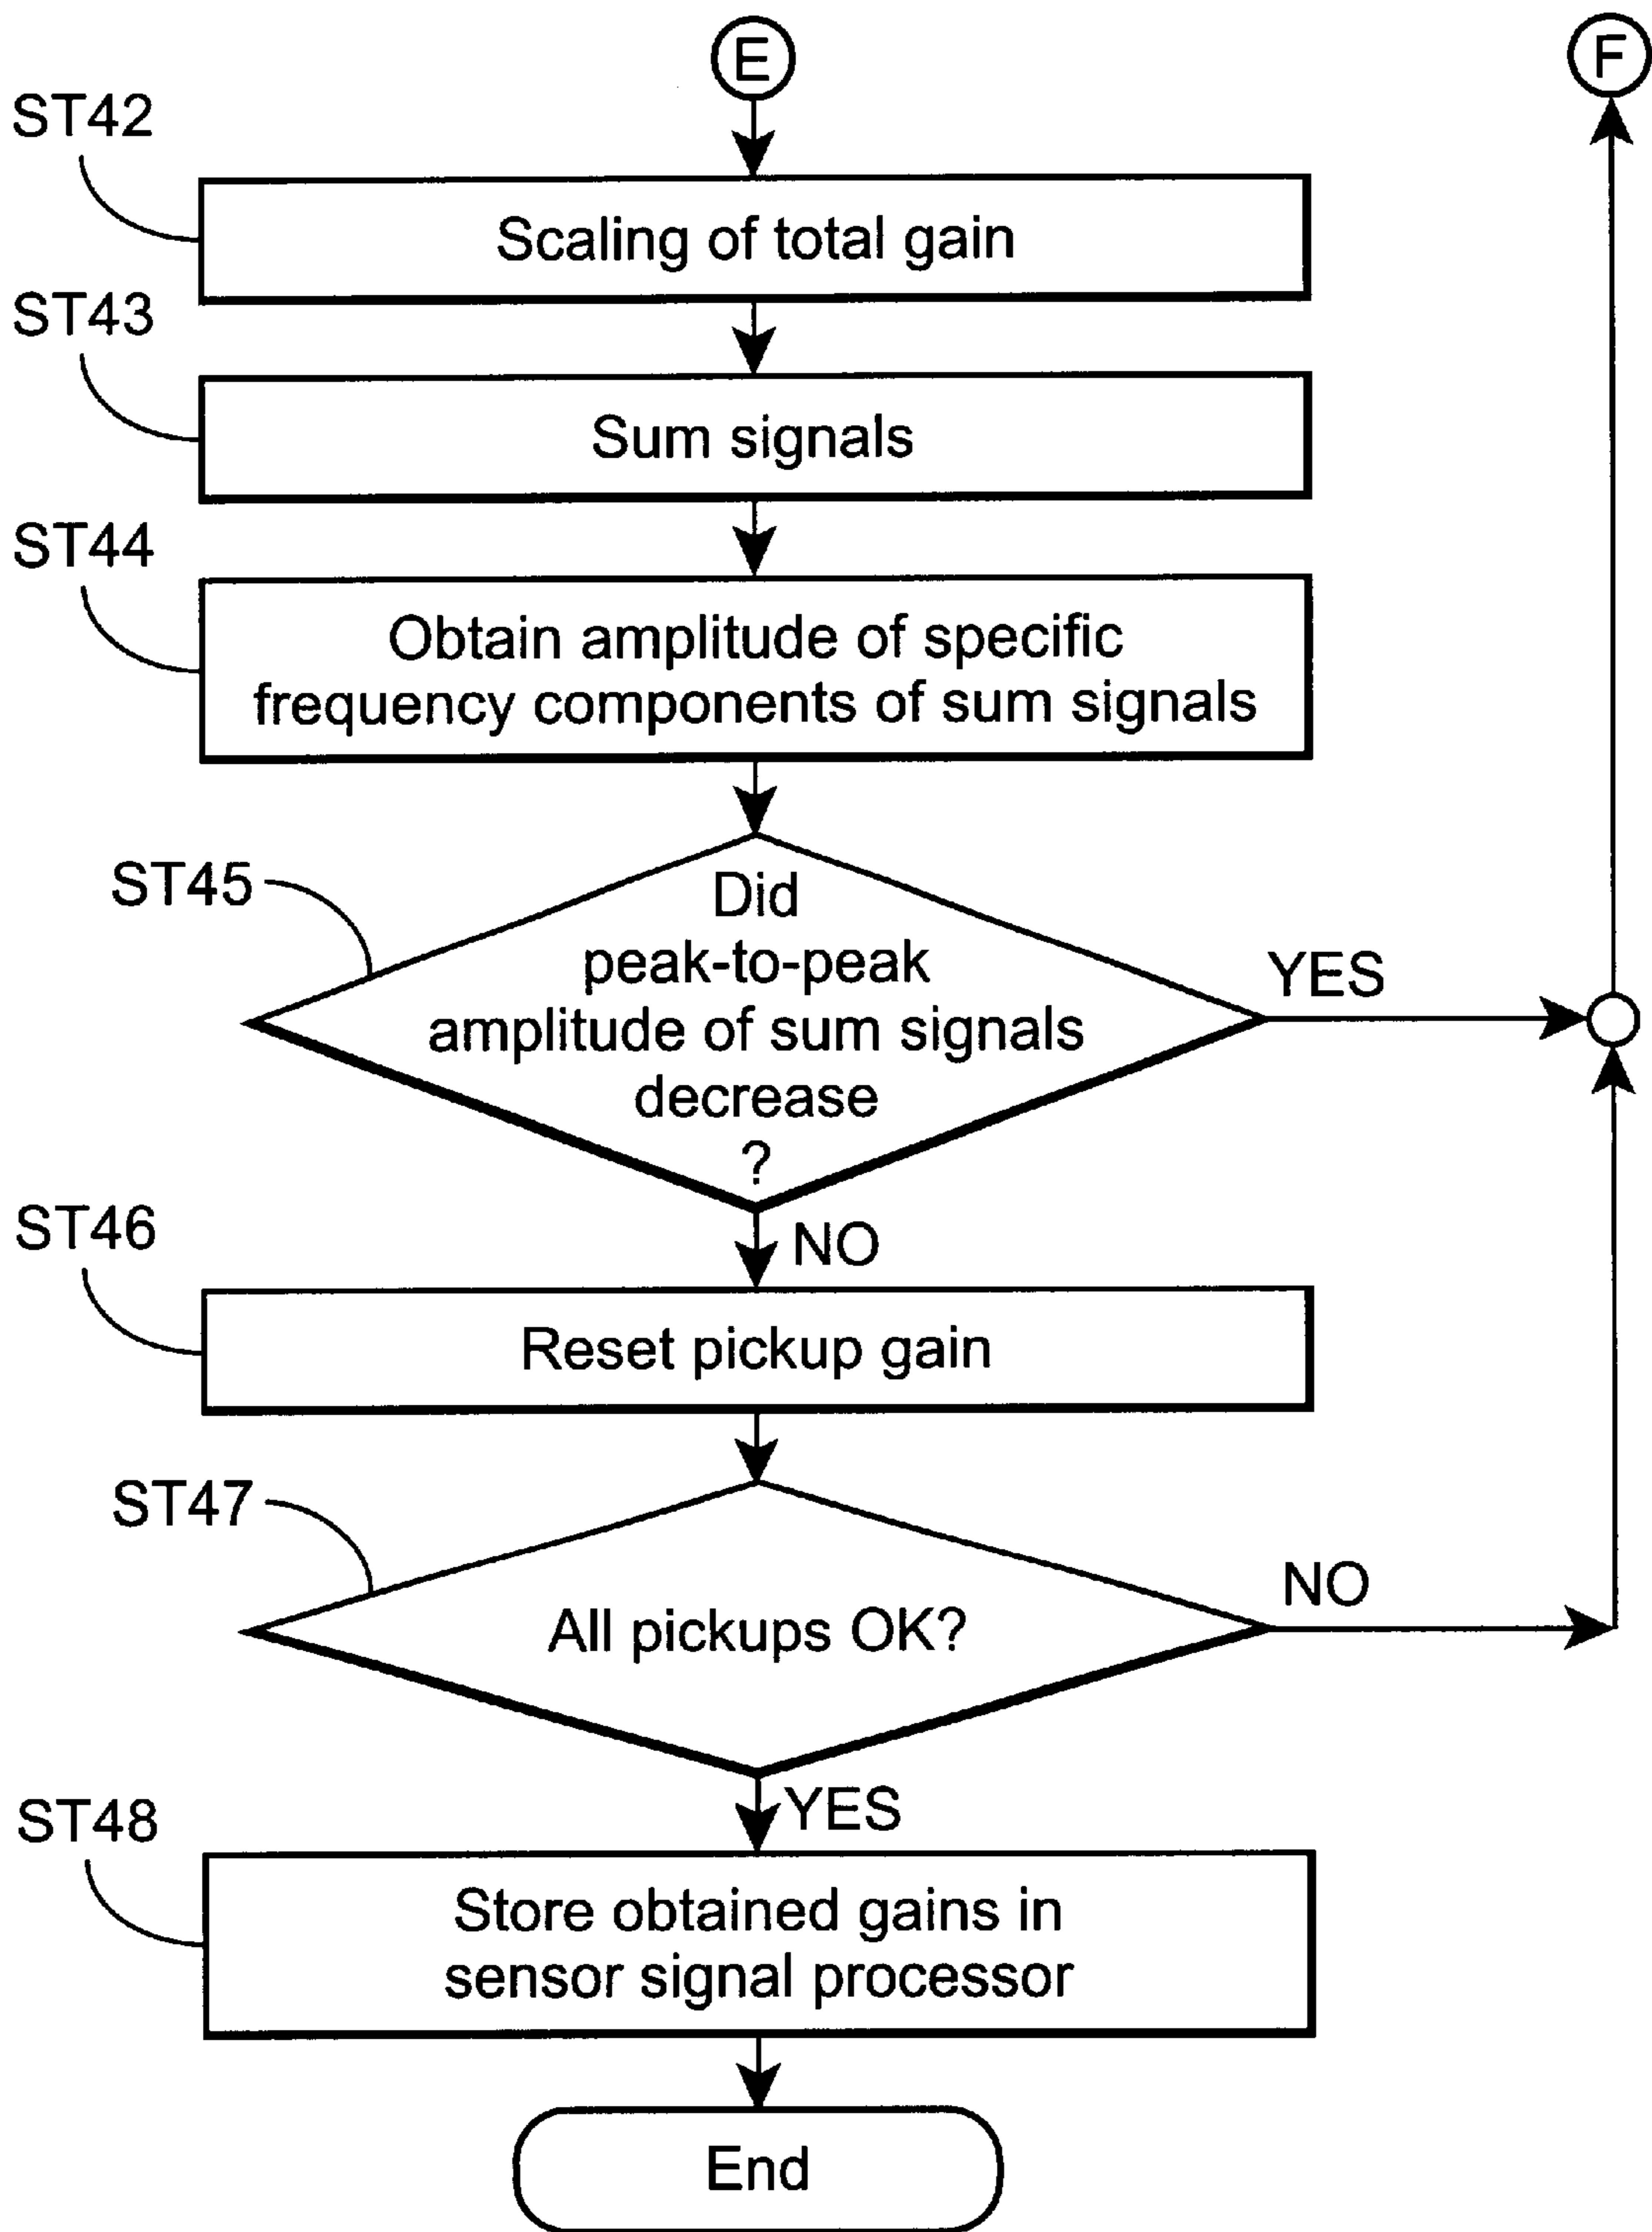 E
F
ST42
Scaling of total gain
ST43
Sum signals
ST44
Obtain amplitude of specific
frequency components of sum signals
ST45
Did
peak-to-peak
amplitude of sum signals
decrease
?
YES
NO
ST46
Reset pickup gain
ST47
All pickups OK?
NO
YES
ST48
Store obtained gains in
sensor signal processor
End